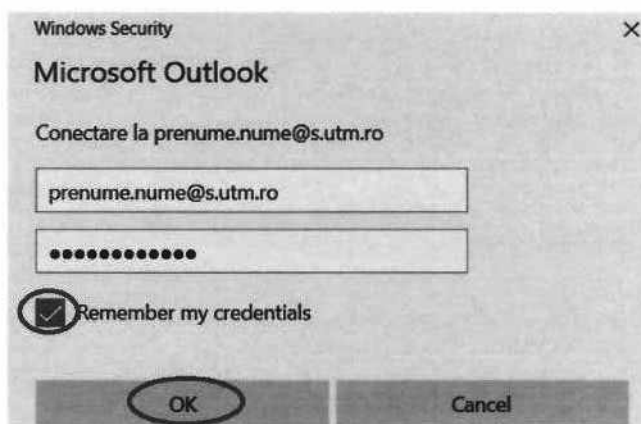 Windows Security
Microsoft Outlook
Conectare la prenume.nume@s.utm.ro
prenume.nume@s.utm.ro
●●●●●●●●●●●●
Remember my credentials
OK
Cancel